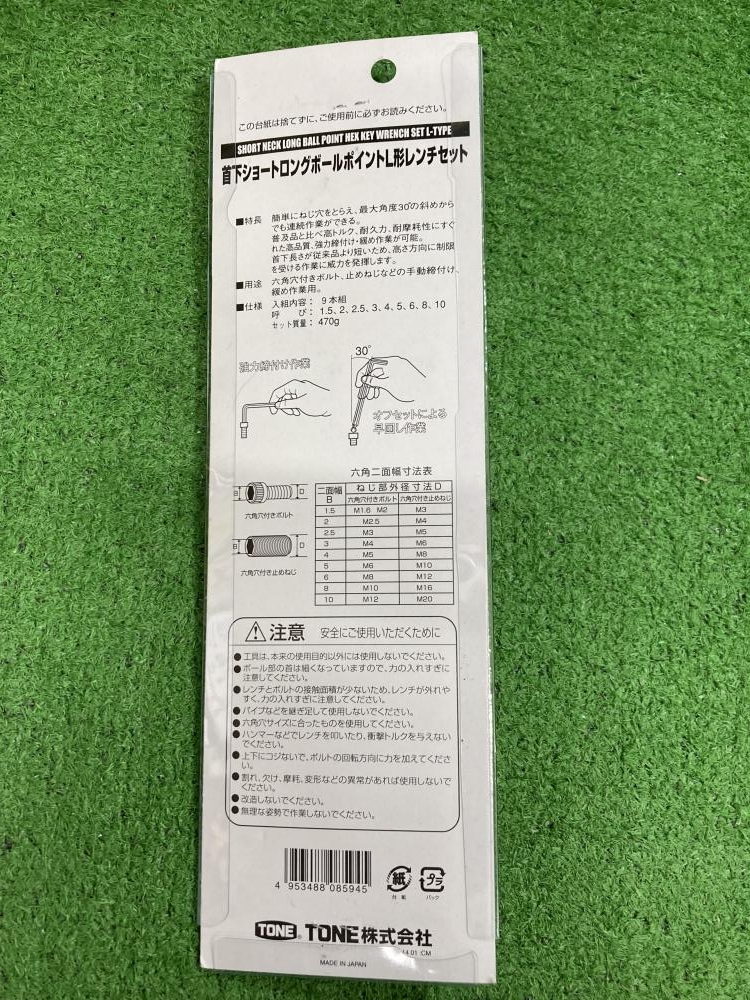 この台紙は捨てずに、ご使用前に必ずお読みください。
SHORT NECK LONG BALL POINT HEX KEY WRENCH SET L-TYPE
首下ショートロングボールポイントL形レンチセット
■特長 簡単にねじ穴をとらえ、最大角度30°の斜めから
でも連続作業ができる。
普及品と比べ高トルク、耐久力、耐摩耗性にすぐ
れた高品質、強力締付け・緩め作業が可能。
首下長さが従来品より短いため、高さ方向に制限
を受ける作業に威力を発揮します。
■用途 六角穴付きボルト、止めねじなどの手動締付け、
緩め作業用。
■仕様 入組内容： 9本組
呼 び： 1.5、2、2.5、3、4、5、6、8、10
セット質量： 470g
強力締付け作業
30°
オフセットによる
早回し作業
六角二面幅寸法表
二面幅 B ねじ部外径寸法D
六角穴付きボルト 六角穴付き止めねじ
1.5 M1.6 M2 M3
2 M2.5 M4
2.5 M3 M5
3 M4 M6
4 M5 M8
5 M6 M10
6 M8 M12
8 M10 M16
10 M12 M20
B D
六角穴付きボルト
B D
六角穴付き止めねじ
注意 安全にご使用いただくために
●工具は、本来の使用目的以外には使用しないでください。
●ボール部の首は細くなっていますので、力の入れすぎに
注意してください。
●レンチとボルトの接触面積が少ないため、レンチが外れや
すく、力の入れすぎに注意してください。
●パイプなどを継ぎ足して使用しないでください。
●六角穴サイズに合ったものを使用してください。
●ハンマーなどでレンチを叩いたり、衝撃トルクを与えない
でください。
●上下にコジないで、ボルトの回転方向に力を加えてくださ
い。
●割れ、欠け、摩耗、変形などの異常があれば使用しないで
ください。
●改造しないでください。
●無理な姿勢で作業しないでください。
4 953488 085945
紙
台紙
プラ
パック
TONE® TONE株式会社
MADE IN JAPAN